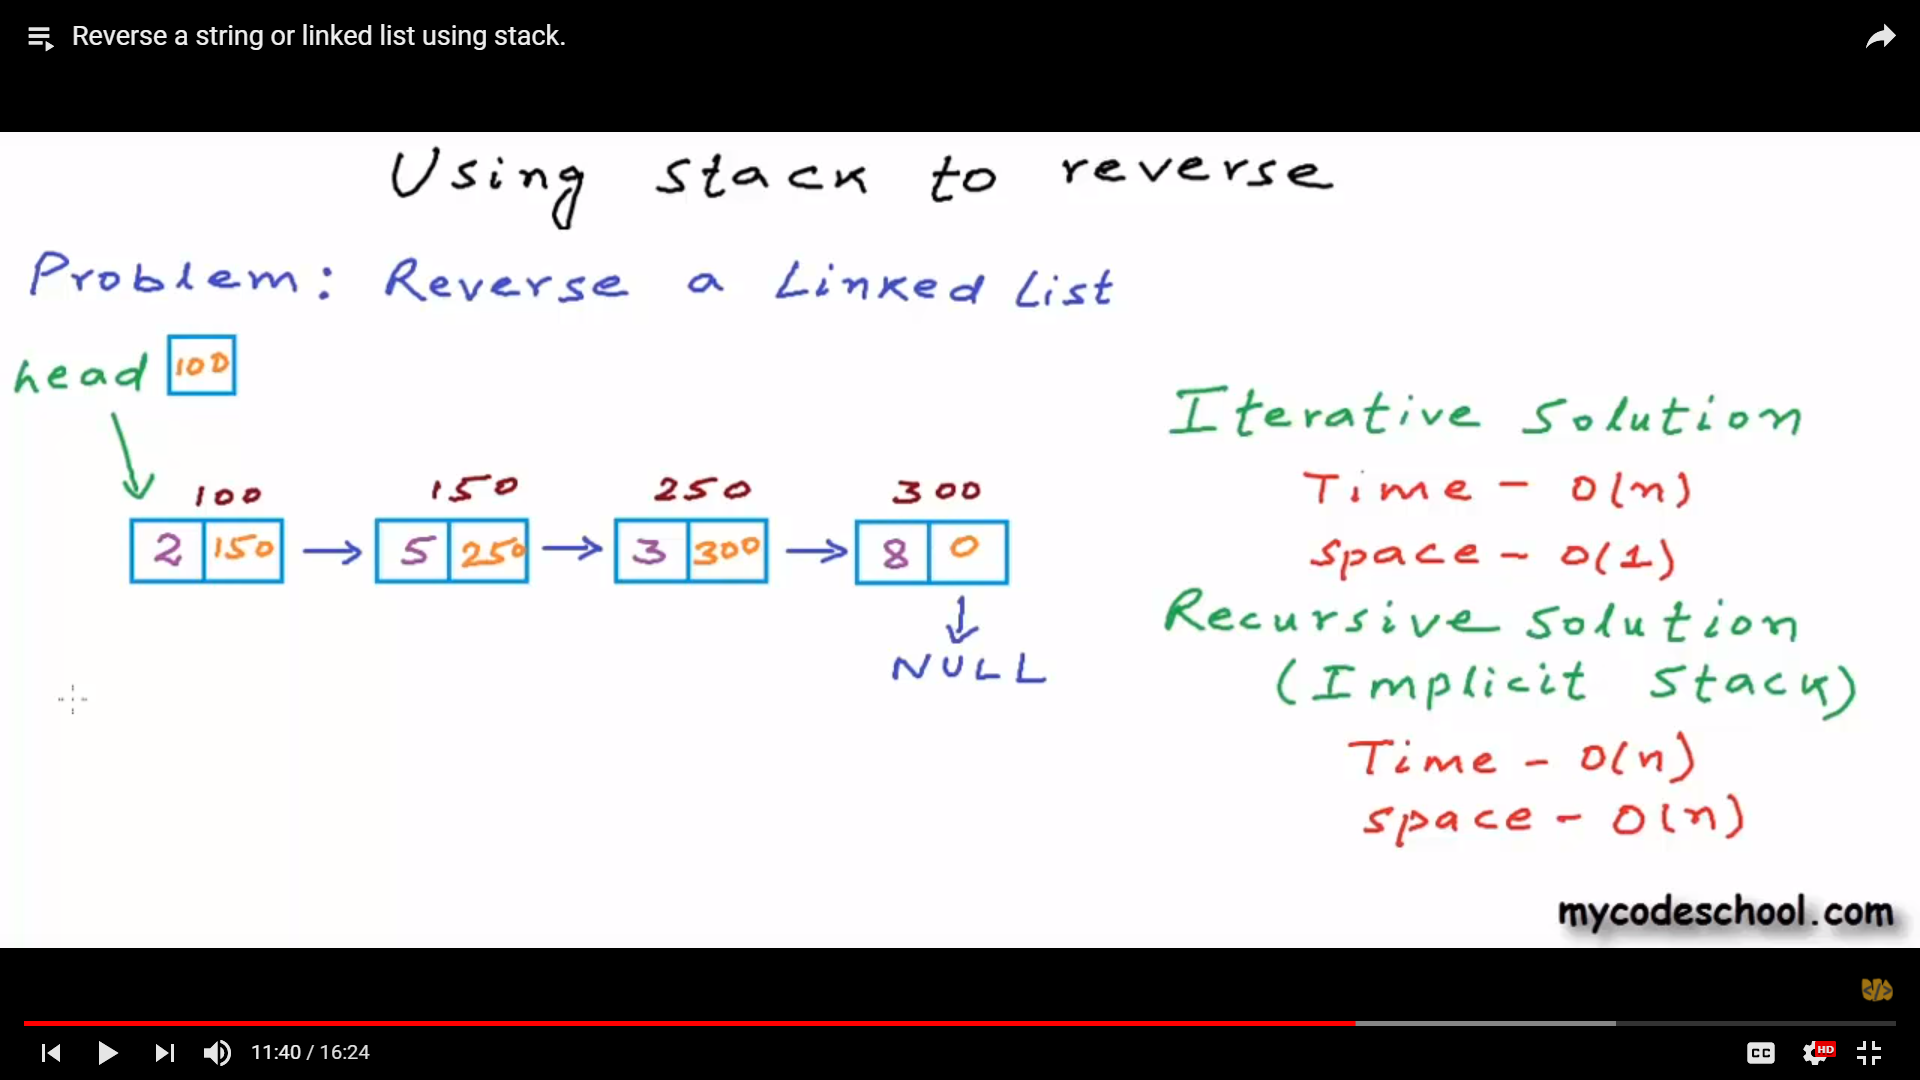 Reverse a string or linked list using stack.
Using stack to reverse
Problem: Reverse a Linked List
head 100
100 150 250 300
2 150 5 250 3 300 8 0
NULL
Iterative Solution
Time - O(n)
space - O(1)
Recursive solution
(Implicit Stack)
Time - O(n)
space - O(n)
mycodeschool.com
11:40 / 16:24
CC HD